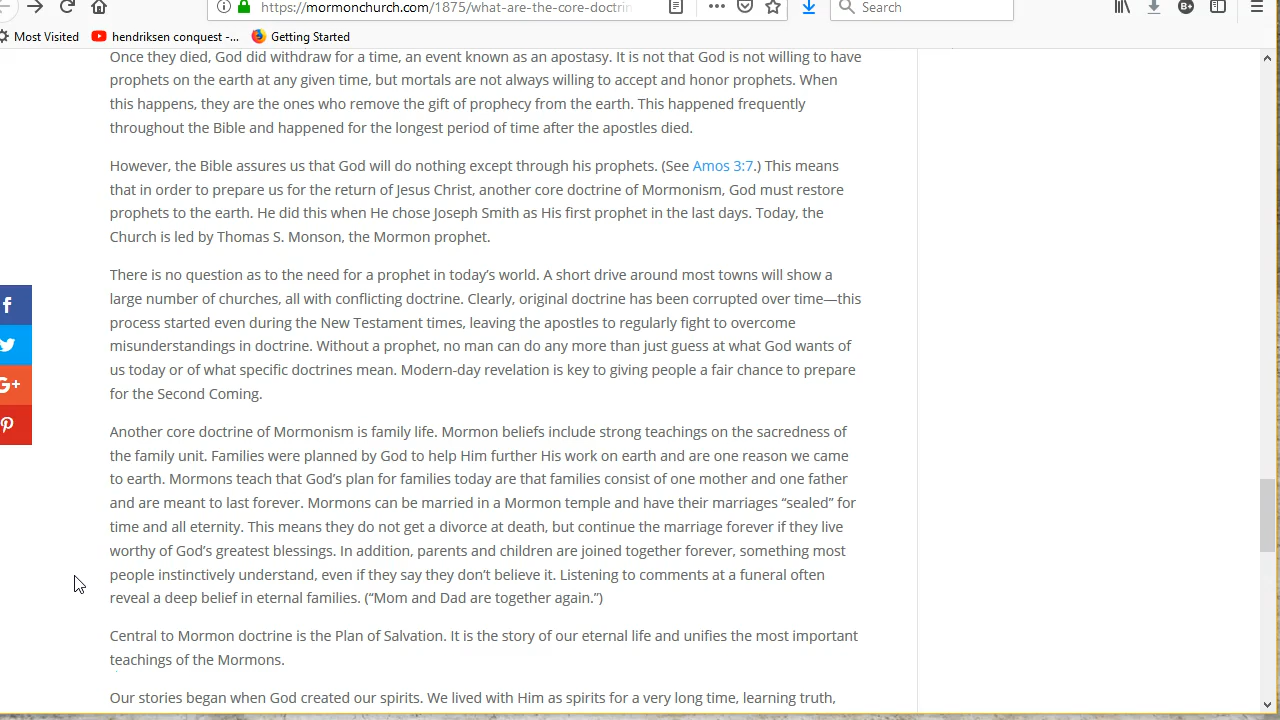 https://mormonchurch.com/1875/what-are-the-core-doctrin
Search
Most Visited
hendriksen conquest -...
Getting Started
Once they died, God did withdraw for a time, an event known as an apostasy. It is not that God is not willing to have
prophets on the earth at any given time, but mortals are not always willing to accept and honor prophets. When
this happens, they are the ones who remove the gift of prophecy from the earth. This happened frequently
throughout the Bible and happened for the longest period of time after the apostles died.
However, the Bible assures us that God will do nothing except through his prophets. (See Amos 3:7.) This means
that in order to prepare us for the return of Jesus Christ, another core doctrine of Mormonism, God must restore
prophets to the earth. He did this when He chose Joseph Smith as His first prophet in the last days. Today, the
Church is led by Thomas S. Monson, the Mormon prophet.
There is no question as to the need for a prophet in today’s world. A short drive around most towns will show a
large number of churches, all with conflicting doctrine. Clearly, original doctrine has been corrupted over time—this
process started even during the New Testament times, leaving the apostles to regularly fight to overcome
misunderstandings in doctrine. Without a prophet, no man can do any more than just guess at what God wants of
us today or of what specific doctrines mean. Modern-day revelation is key to giving people a fair chance to prepare
for the Second Coming.
Another core doctrine of Mormonism is family life. Mormon beliefs include strong teachings on the sacredness of
the family unit. Families were planned by God to help Him further His work on earth and are one reason we came
to earth. Mormons teach that God’s plan for families today are that families consist of one mother and one father
and are meant to last forever. Mormons can be married in a Mormon temple and have their marriages “sealed” for
time and all eternity. This means they do not get a divorce at death, but continue the marriage forever if they live
worthy of God’s greatest blessings. In addition, parents and children are joined together forever, something most
people instinctively understand, even if they say they don’t believe it. Listening to comments at a funeral often
reveal a deep belief in eternal families. (“Mom and Dad are together again.”)
Central to Mormon doctrine is the Plan of Salvation. It is the story of our eternal life and unifies the most important
teachings of the Mormons.
Our stories began when God created our spirits. We lived with Him as spirits for a very long time, learning truth,